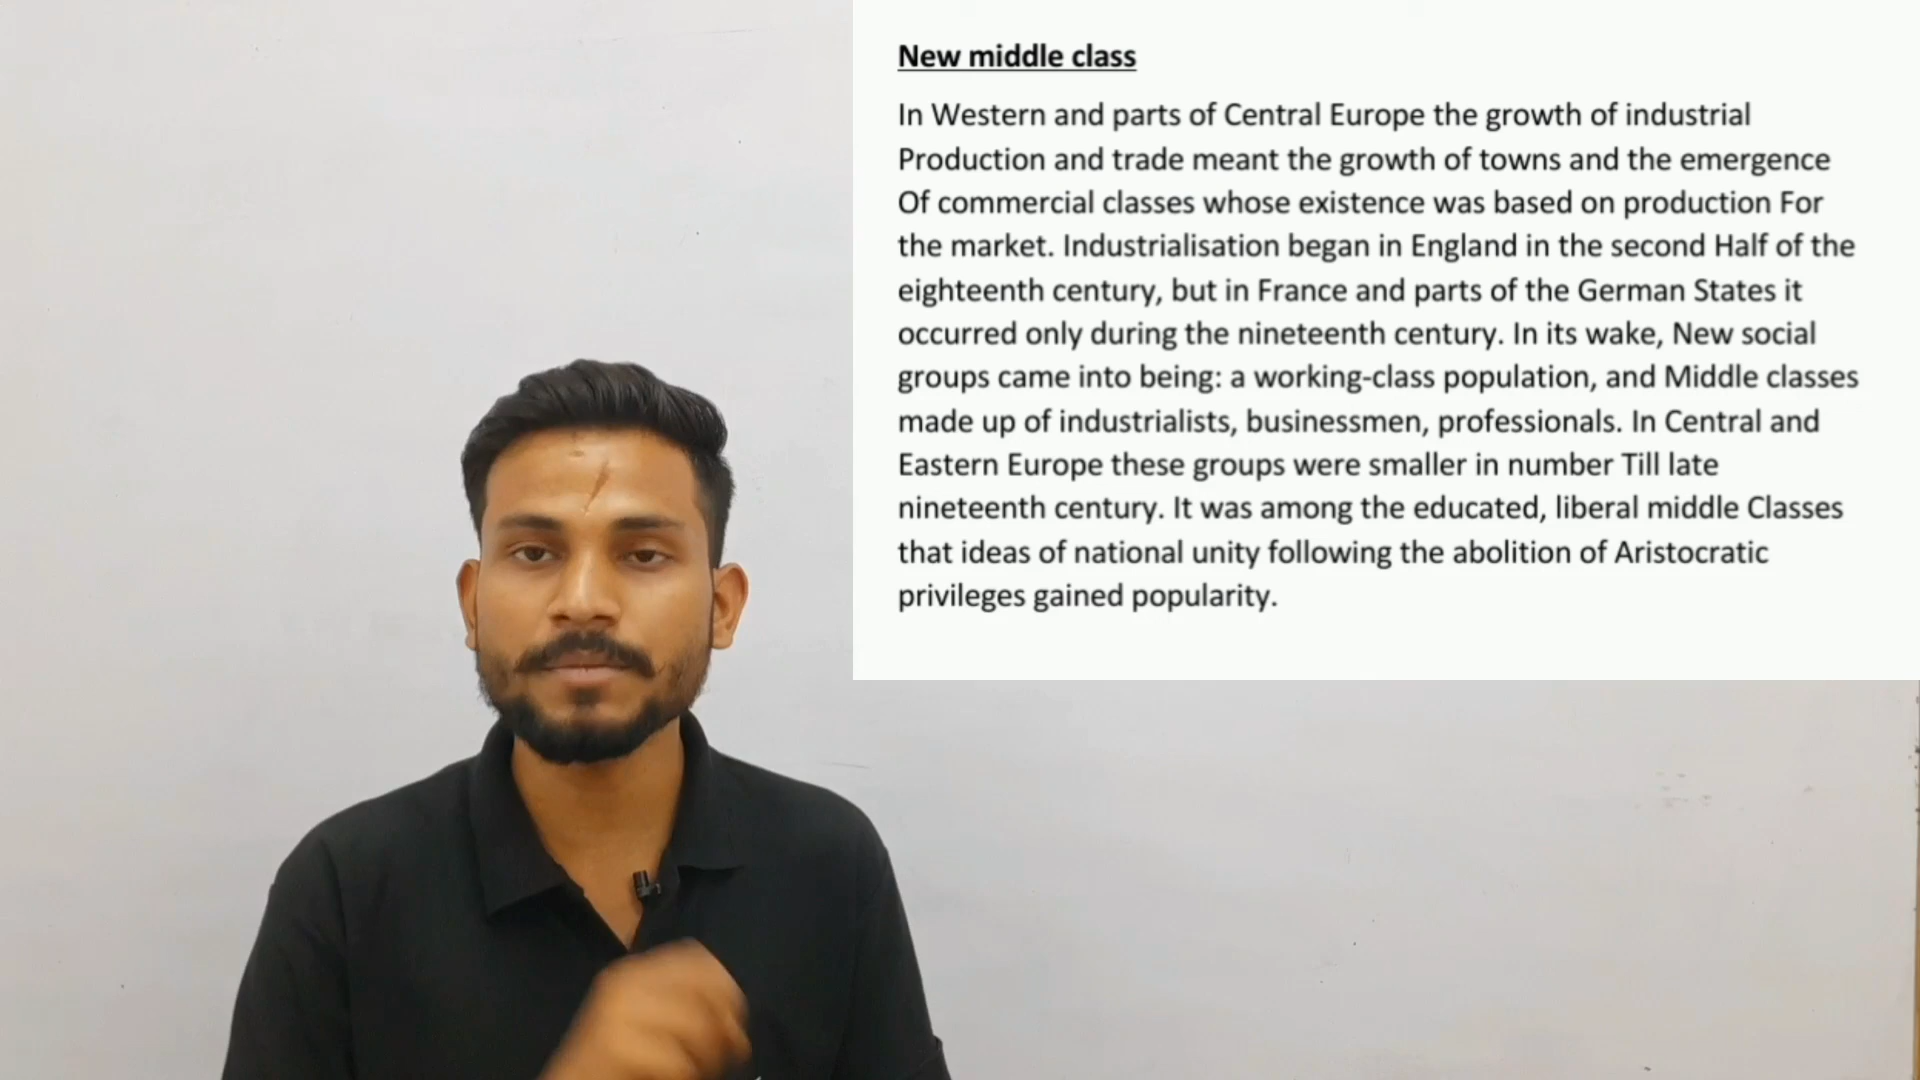 New middle class
In Western and parts of Central Europe the growth of industrial
Production and trade meant the growth of towns and the emergence
Of commercial classes whose existence was based on production For
the market. Industrialisation began in England in the second Half of the
eighteenth century, but in France and parts of the German States it
occurred only during the nineteenth century. In its wake, New social
groups came into being: a working-class population, and Middle classes
made up of industrialists, businessmen, professionals. In Central and
Eastern Europe these groups were smaller in number Till late
nineteenth century. It was among the educated, liberal middle Classes
that ideas of national unity following the abolition of Aristocratic
privileges gained popularity.